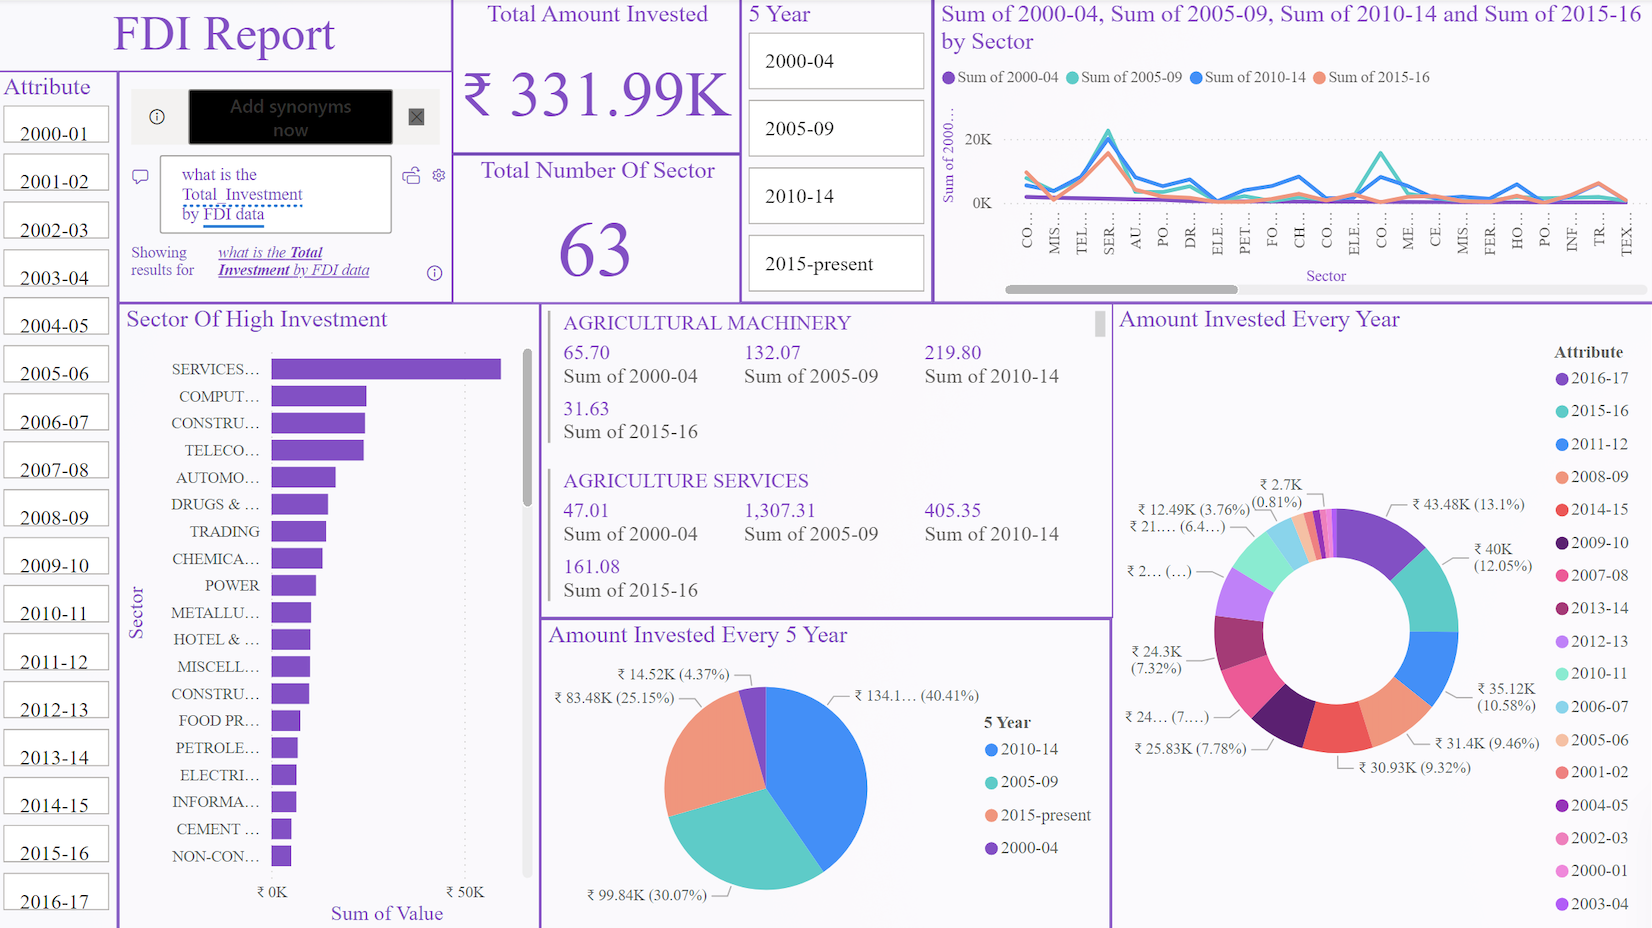 FDI Report
Attribute
2000-01
2001-02
2002-03
2003-04
2004-05
2005-06
2006-07
2007-08
2008-09
2009-10
2010-11
2011-12
2012-13
2013-14
2014-15
2015-16
2016-17
Add synonyms
now
what is the
Total_Investment
by FDI data
Showing
results for
what is the Total
Investment by FDI data
Total Amount Invested
₹ 331.99K
Total Number Of Sector
63
5 Year
2000-04
2005-09
2010-14
2015-present
Sum of 2000-04, Sum of 2005-09, Sum of 2010-14 and Sum of 2015-16
by Sector
Sum of 2000-04
Sum of 2005-09
Sum of 2010-14
Sum of 2015-16
Sum of 2000...
20K
0K
CO...
MIS...
TEL...
SER...
AU...
PO...
DR...
ELE...
PET...
FO...
CH...
CO...
ELE...
CO...
ME...
CE...
MIS...
FER...
HO...
PO...
INF...
TR...
TEX...
Sector
Sector Of High Investment
Sector
SERVICES...
COMPUT...
CONSTRU...
TELECO...
AUTOMO...
DRUGS & ...
TRADING
CHEMICA...
POWER
METALLU...
HOTEL & ...
MISCELL...
CONSTRU...
FOOD PR...
PETROLE...
ELECTRI...
INFORMA...
CEMENT ...
NON-CON...
₹ 0K
₹ 50K
Sum of Value
AGRICULTURAL MACHINERY
65.70
132.07
219.80
Sum of 2000-04
Sum of 2005-09
Sum of 2010-14
31.63
Sum of 2015-16
AGRICULTURE SERVICES
47.01
1,307.31
405.35
Sum of 2000-04
Sum of 2005-09
Sum of 2010-14
161.08
Sum of 2015-16
Amount Invested Every 5 Year
₹ 14.52K (4.37%)
₹ 83.48K (25.15%)
₹ 134.1... (40.41%)
₹ 99.84K (30.07%)
5 Year
2010-14
2005-09
2015-present
2000-04
Amount Invested Every Year
₹ 2.7K
(0.81%)
₹ 12.49K (3.76%)
₹ 21.... (6.4...)
₹ 2... (...)
₹ 24.3K
(7.32%)
₹ 24... (7....)
₹ 25.83K (7.78%)
₹ 30.93K (9.32%)
₹ 31.4K (9.46%)
₹ 35.12K
(10.58%)
₹ 40K
(12.05%)
₹ 43.48K (13.1%)
Attribute
2016-17
2015-16
2011-12
2008-09
2014-15
2009-10
2007-08
2013-14
2012-13
2010-11
2006-07
2005-06
2001-02
2004-05
2002-03
2000-01
2003-04